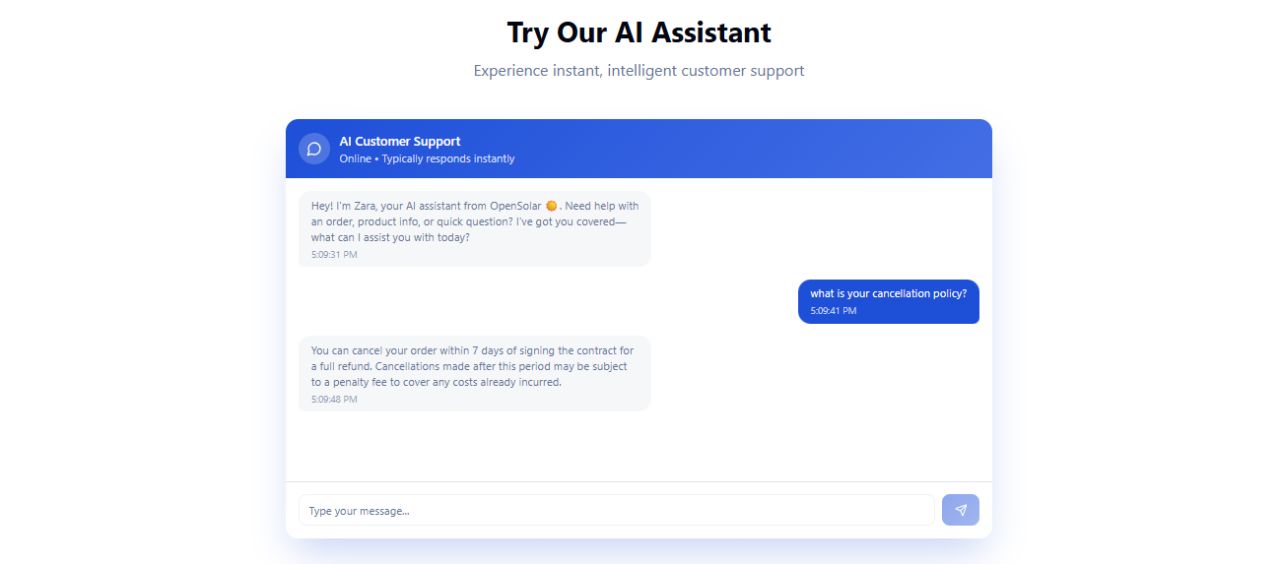 Try Our AI Assistant
Experience instant, intelligent customer support
AI Customer Support
Online • Typically responds instantly
Hey! I'm Zara, your AI assistant from OpenSolar 🌞. Need help with
an order, product info, or quick question? I've got you covered—
what can I assist you with today?
5:09:31 PM
what is your cancellation policy?
5:09:41 PM
You can cancel your order within 7 days of signing the contract for
a full refund. Cancellations made after this period may be subject
to a penalty fee to cover any costs already incurred.
5:09:48 PM
Type your message...